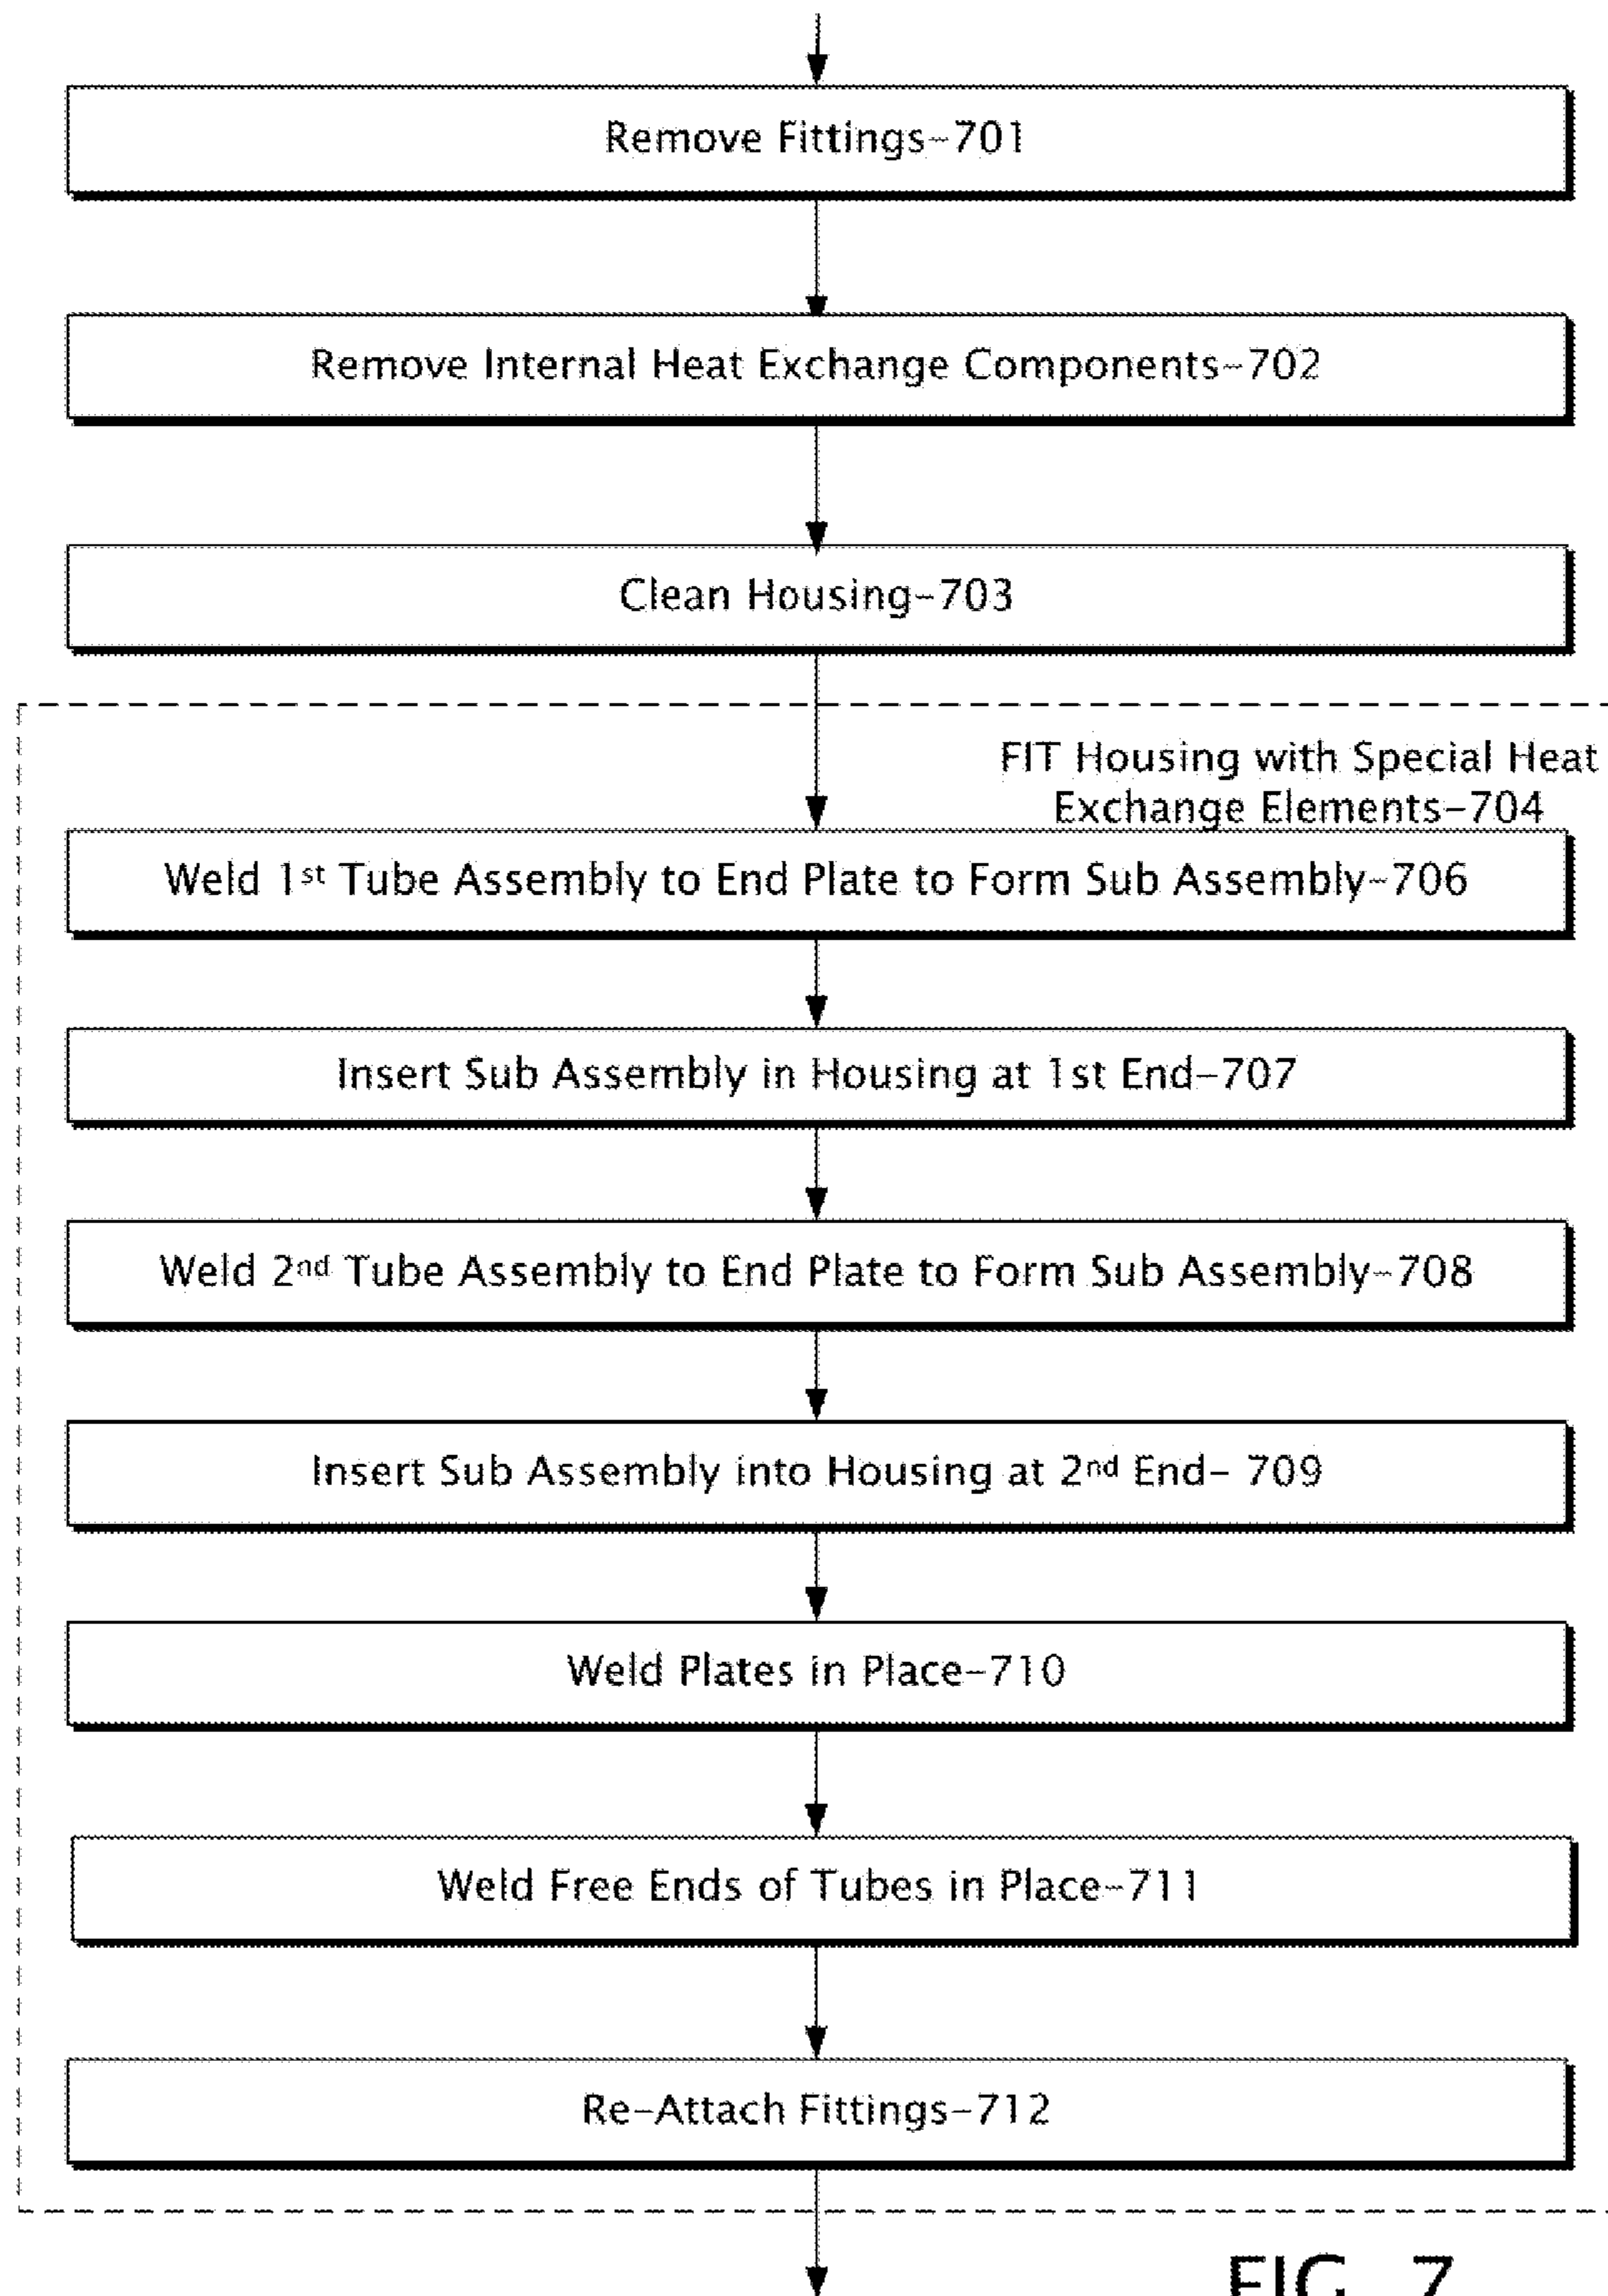 Remove Fittings-701
Remove Internal Heat Exchange Components-702
Clean Housing-703
FIT Housing with Special Heat
Exchange Elements-704
Weld 1st Tube Assembly to End Plate to Form Sub Assembly-706
Insert Sub Assembly in Housing at 1st End-707
Weld 2nd Tube Assembly to End Plate to Form Sub Assembly-708
Insert Sub Assembly into Housing at 2nd End- 709
Weld Plates in Place-710
Weld Free Ends of Tubes in Place-711
Re-Attach Fittings-712
FIG. 7